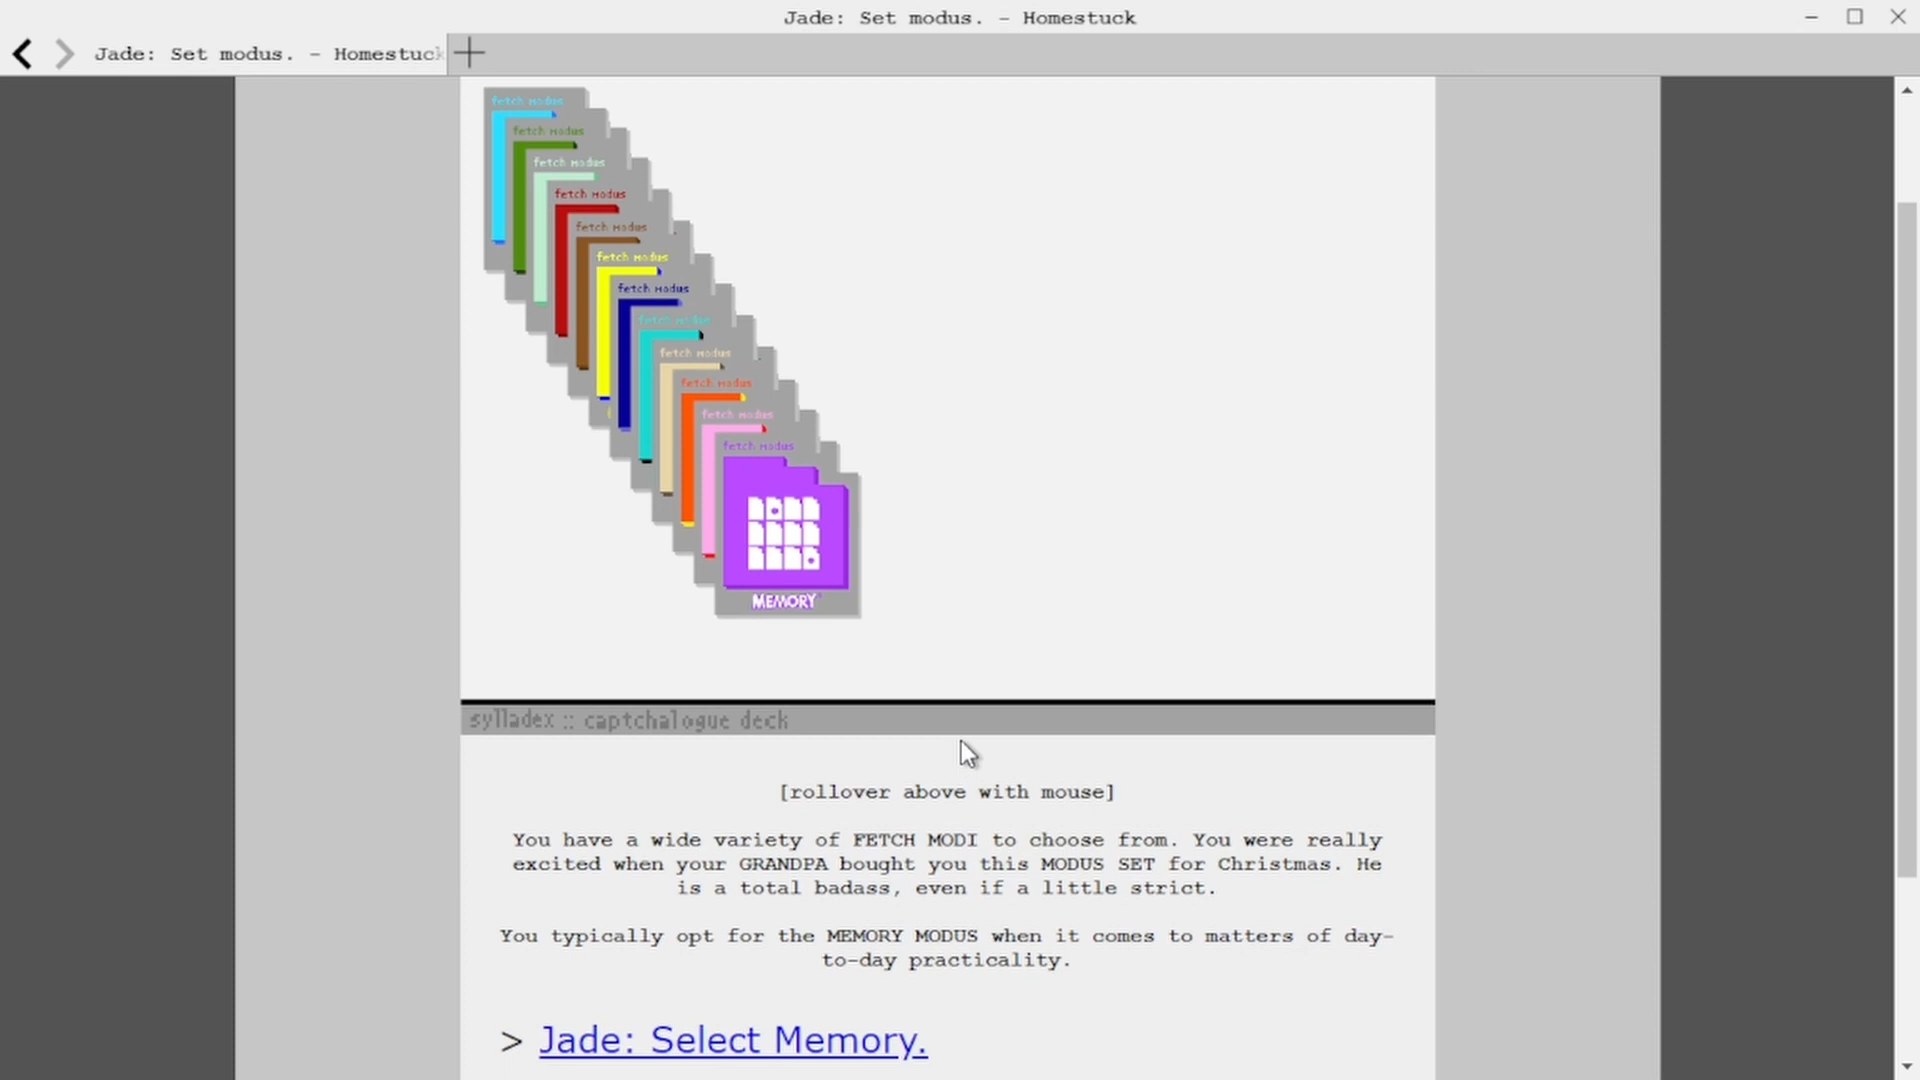 Jade: Set modus. - Homestuck
Jade: Set modus. - Homestuck
fetch modus
fetch modus
fetch modus
fetch modus
fetch modus
fetch modus
fetch modus
fetch modus
fetch modus
fetch modus
fetch modus
fetch modus
MEMORY
sylladex :: captchalogue deck
[rollover above with mouse]
You have a wide variety of FETCH MODI to choose from. You were really
excited when your GRANDPA bought you this MODUS SET for Christmas. He
is a total badass, even if a little strict.
You typically opt for the MEMORY MODUS when it comes to matters of day-
to-day practicality.
> Jade: Select Memory.